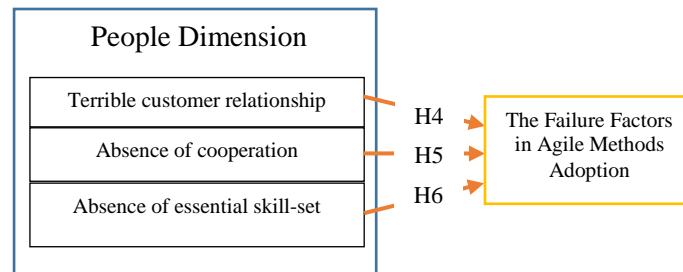 People Dimension
Terrible customer relationship
H4
The Failure Factors
in Agile Methods
Adoption
Absence of cooperation
H5
Absence of essential skill-set
H6